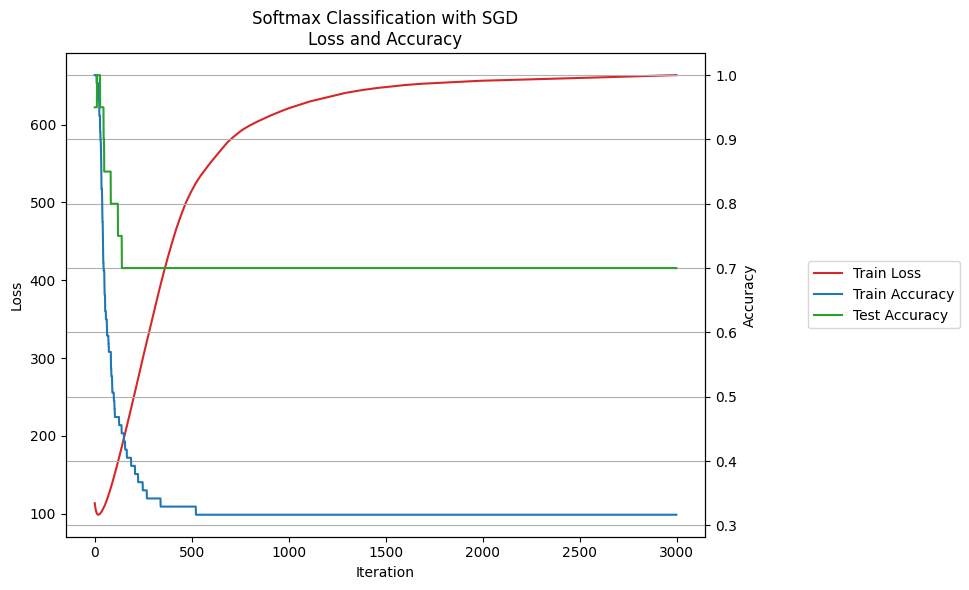 Softmax Classification with SGD
Loss and Accuracy
Loss
600
500
400
300
200
100
1.0
0.9
0.8
0.7
0.6
0.5
0.4
0.3
Accuracy
0
500
1000
1500
2000
2500
3000
Iteration
Train Loss
Train Accuracy
Test Accuracy